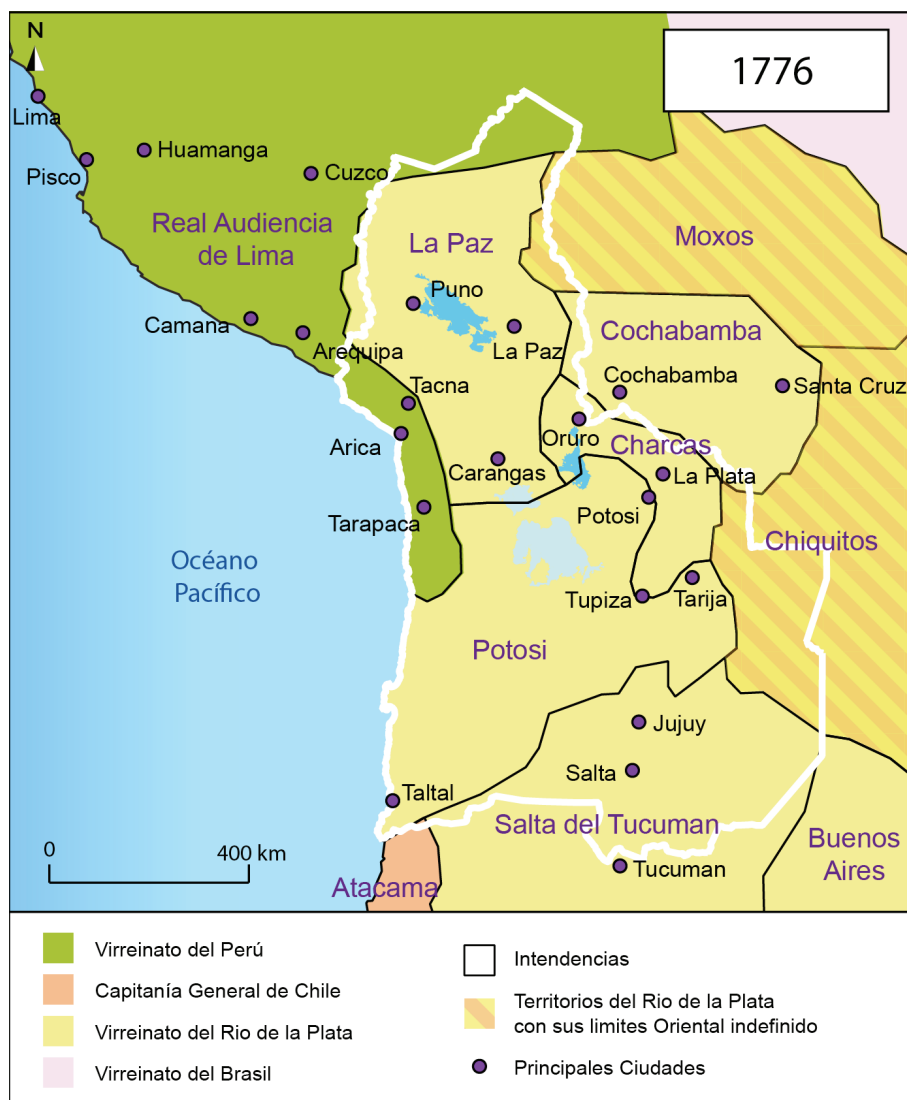 1776
N
Lima
Huamanga
Pisco
Cuzco
Real Audiencia
de Lima
La Paz
Moxos
Puno
Camana
Arequipa
La Paz
Cochabamba
Cochabamba
Santa Cruz
Tacna
Arica
Oruro
Charcas
Carangas
La Plata
Potosi
Tarapaca
Chiquitos
Océano
Pacífico
Tupiza
Tarija
Potosi
Jujuy
Salta
Taltal
Salta del Tucuman
Buenos
Aires
0
400 km
Tucuman
Atacama
Virreinato del Perú
Capitanía General de Chile
Virreinato del Rio de la Plata
Virreinato del Brasil
Intendencias
Territorios del Rio de la Plata
con sus limites Oriental indefinido
Principales Ciudades